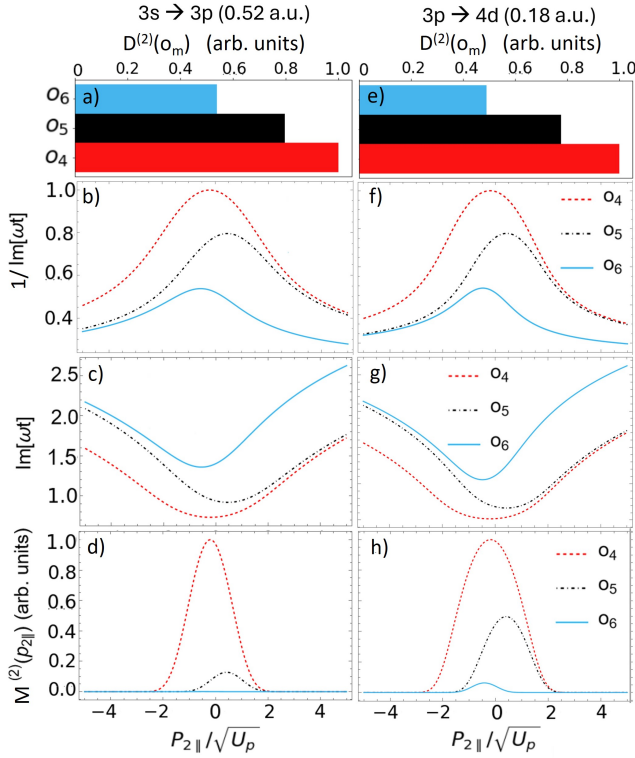 3s → 3p (0.52 a.u.)
D(2)(om) (arb. units)
0 0.2 0.4 0.6 0.8 1.0
a)
o6
o5
o4
3p → 4d (0.18 a.u.)
D(2)(om) (arb. units)
0 0.2 0.4 0.6 0.8 1.0
e)
b)
1/ Im[ωt]
1.0
0.8
0.6
0.4
f)
o4
o5
o6
c)
Im[ωt]
2.5
2.0
1.5
1.0
g)
o4
o5
o6
d)
M(2)(p2∥) (arb. units)
1.0
0.8
0.6
0.4
0.2
0.0
h)
o4
o5
o6
−4 −2 0 2 4
P2∥/√Up
−4 −2 0 2 4
P2∥/√Up